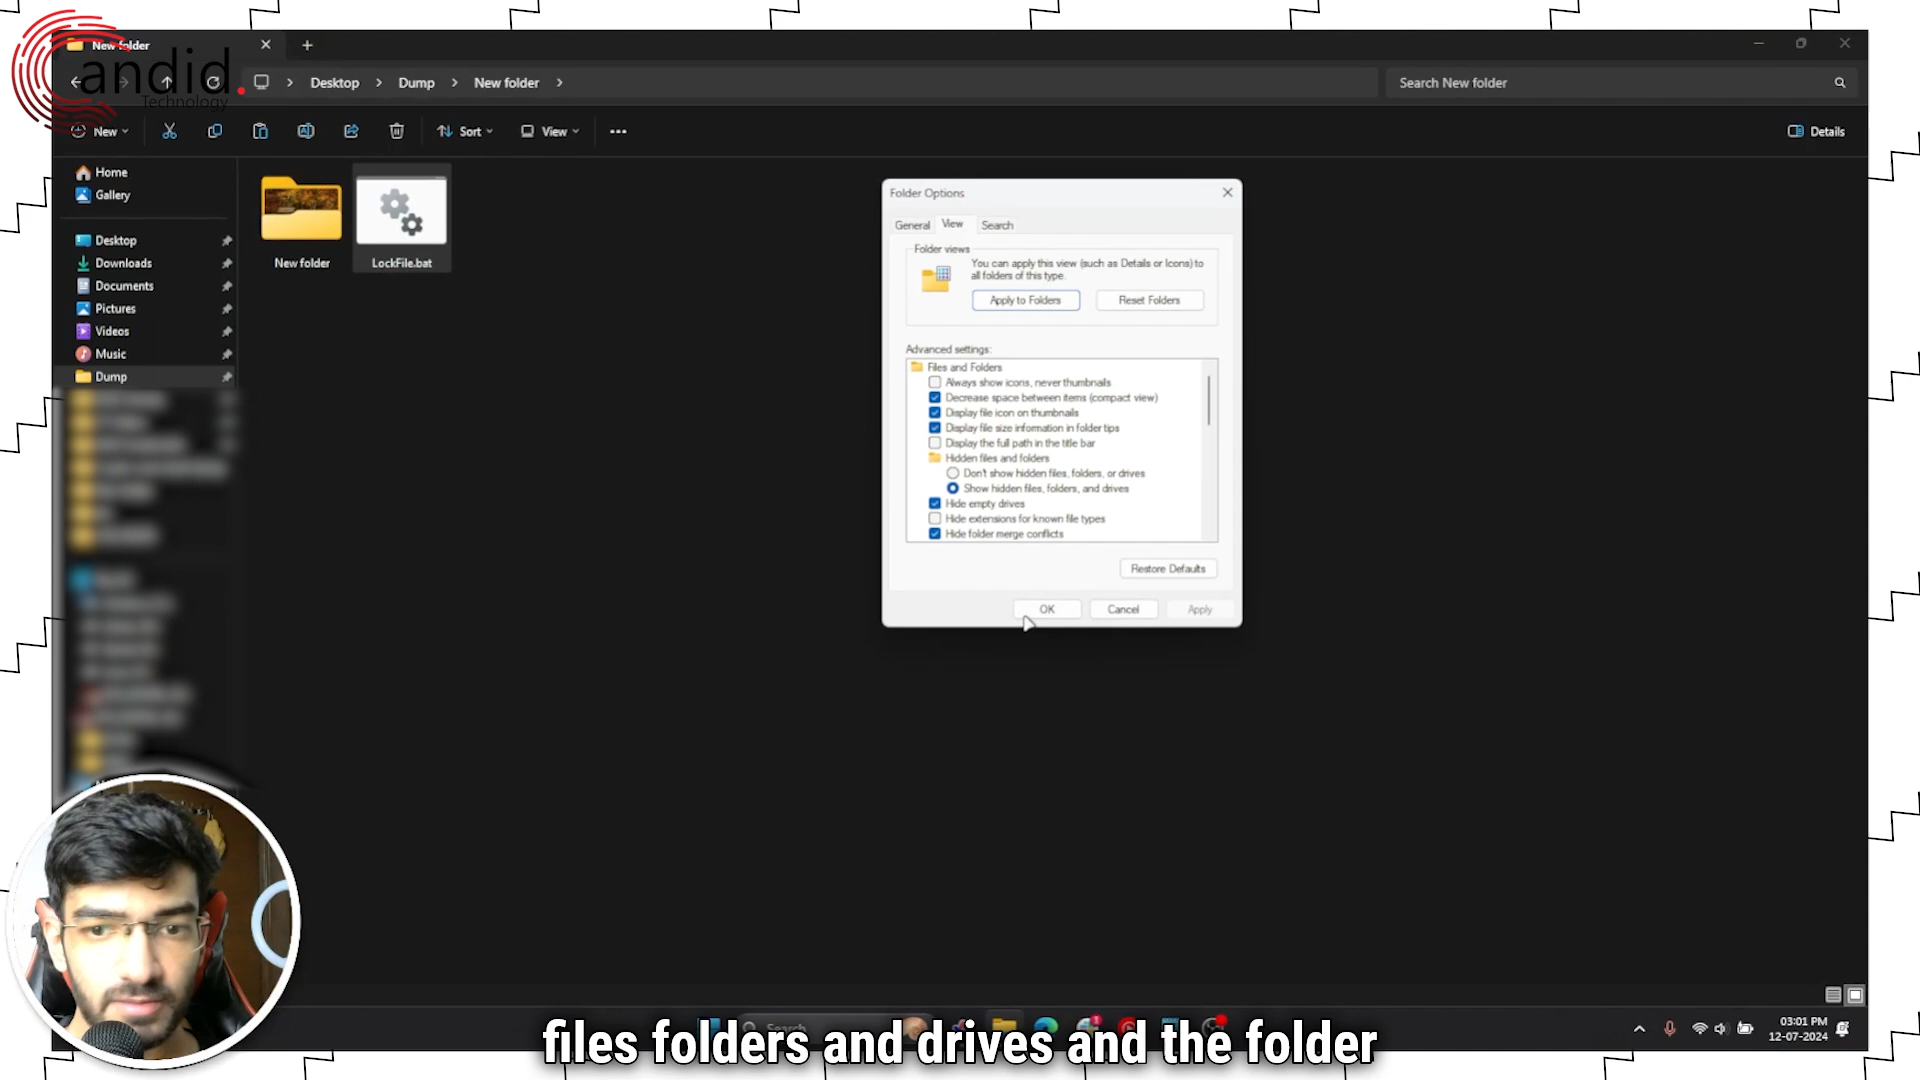 New folder
andid.
Technology
Desktop
Dump
New folder
Search New folder
New
Sort
View
Details
Home
Gallery
Desktop
Downloads
Documents
Pictures
Videos
Music
Dump
New folder
LockFile.bat
Folder Options
General
View
Search
Folder views
You can apply this view (such as Details or Icons) to
all folders of this type.
Apply to Folders
Reset Folders
Advanced settings:
Files and Folders
Always show icons, never thumbnails
Decrease space between items (compact view)
Display file icon on thumbnails
Display file size information in folder tips
Display the full path in the title bar
Hidden files and folders
Don't show hidden files, folders, or drives
Show hidden files, folders, and drives
Hide empty drives
Hide extensions for known file types
Hide folder merge conflicts
Restore Defaults
OK
Cancel
Apply
Search
03:01 PM
12-07-2024
files folders and drives and the folder